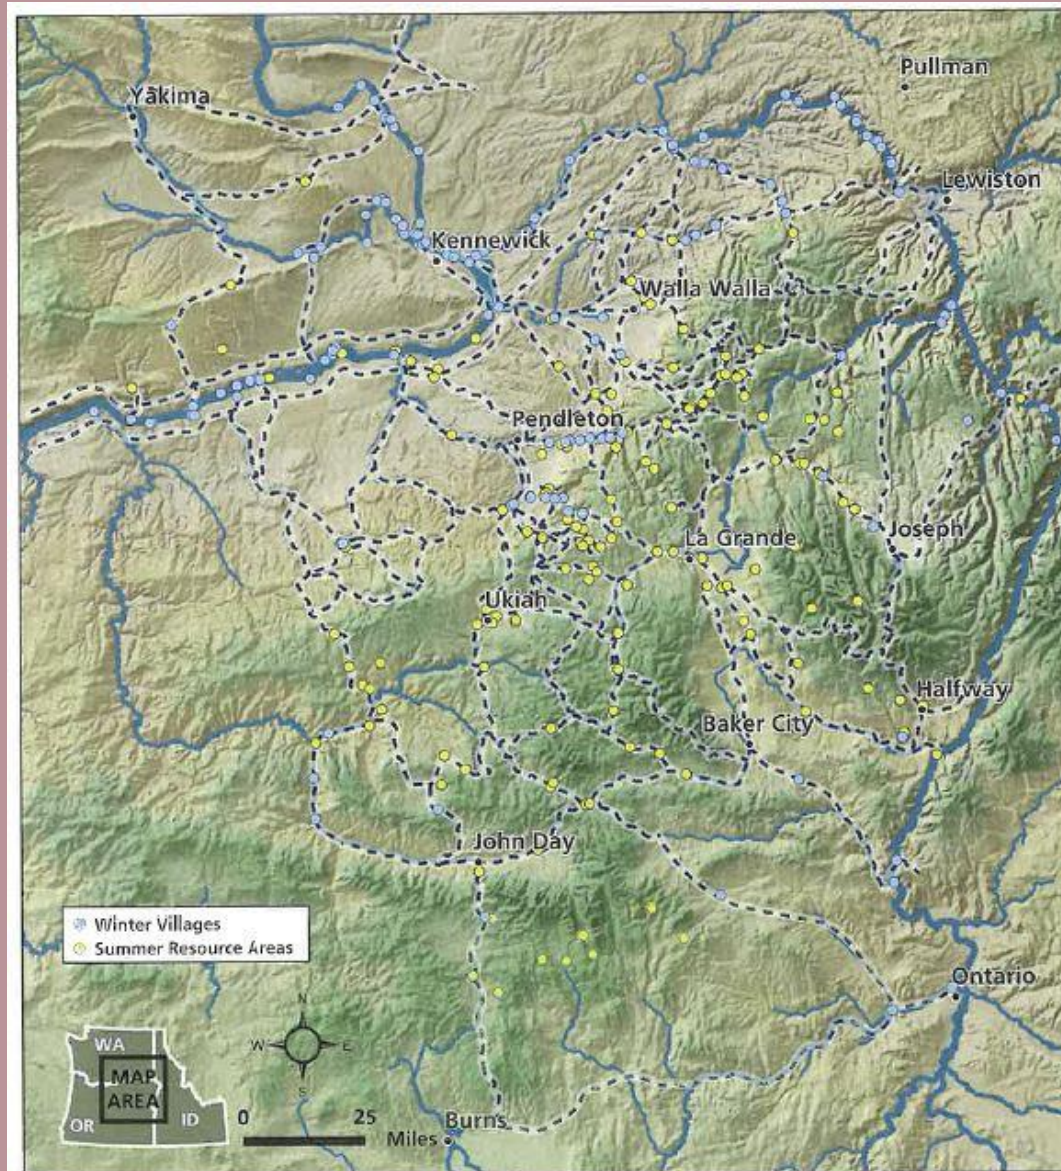 Pullman
Yakima
Lewiston
Kennewick
Walla Walla
Pendleton
La Grande
Joseph
Ukiah
Halfway
Baker City
John Day
Winter Villages
Summer Resource Areas
Ontario
N
W E
S
WA
MAP
AREA
OR ID
0 25
Miles
Burns